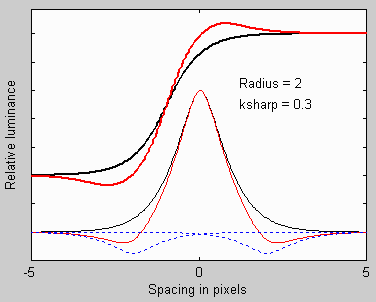 Relative luminance
Radius = 2
ksharp = 0.3
-5
0
5
Spacing in pixels